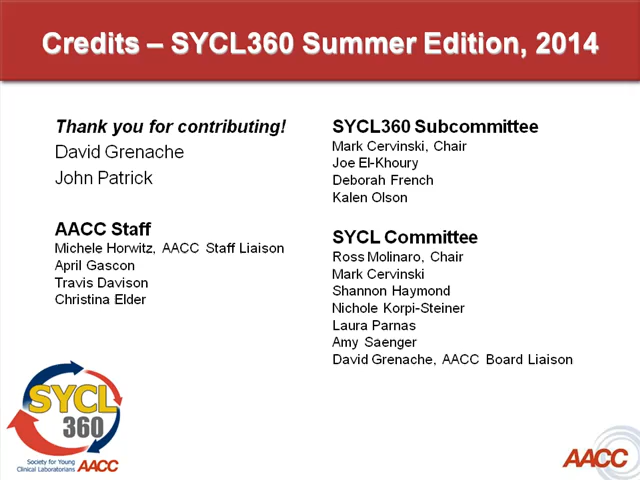 Credits – SYCL360 Summer Edition, 2014
Thank you for contributing!
David Grenache
John Patrick
AACC Staff
Michele Horwitz, AACC Staff Liaison
April Gascon
Travis Davison
Christina Elder
SYCL360 Subcommittee
Mark Cervinski, Chair
Joe El-Khoury
Deborah French
Kalen Olson
SYCL Committee
Ross Molinaro, Chair
Mark Cervinski
Shannon Haymond
Nichole Korpi-Steiner
Laura Parnas
Amy Saenger
David Grenache, AACC Board Liaison
SYCL
360
Society for Young
Clinical Laboratorians
AACC
AACC